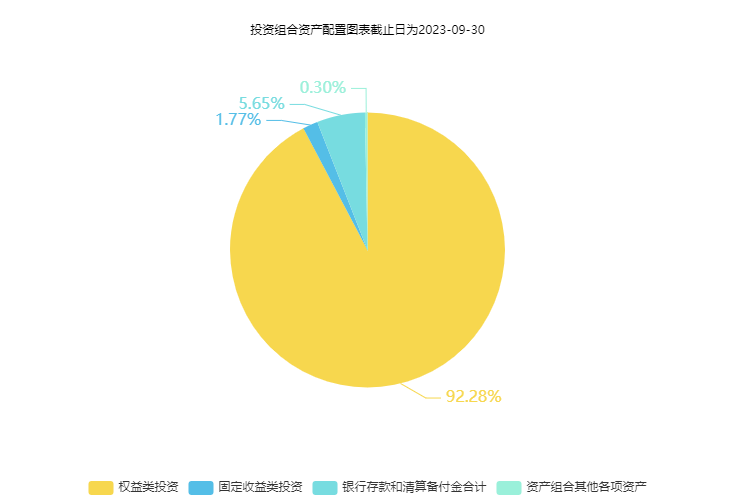 投资组合资产配置图表截止日为2023-09-30
0.30%
5.65%
1.77%
92.28%
权益类投资 固定收益类投资 银行存款和清算备付金合计 资产组合其他各项资产